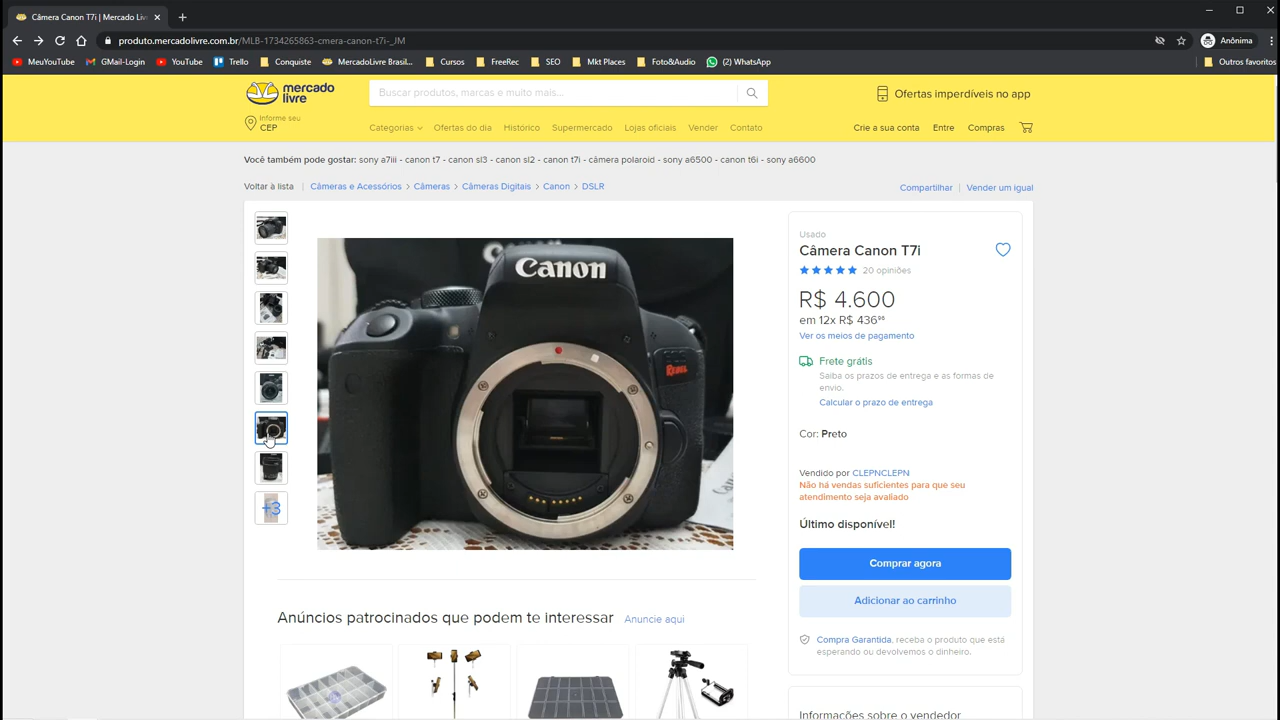 Câmera Canon T7i | Mercado Liv
produto.mercadolivre.com.br/MLB-1734265863-cmera-canon-t7i-_JM
Anônima
MeuYouTube
GMail-Login
YouTube
Trello
Conquiste
MercadoLivre Brasil...
Cursos
FreeRec
SEO
Mkt Places
Foto&Audio
(2) WhatsApp
Outros favoritos
mercado
livre
Buscar produtos, marcas e muito mais...
Ofertas imperdíveis no app
Informe seu
CEP
Categorias
Ofertas do dia
Histórico
Supermercado
Lojas oficiais
Vender
Contato
Crie a sua conta
Entre
Compras
Você também pode gostar: sony a7iii - canon t7 - canon sl3 - canon sl2 - canon t7i - câmera polaroid - sony a6500 - canon t6i - sony a6600
Voltar à lista | Câmeras e Acessórios > Câmeras > Câmeras Digitais > Canon > DSLR
Compartilhar | Vender um igual
Canon
REBEL
+3
Usado
Câmera Canon T7i
20 opiniões
R$ 4.600
em 12x R$ 436⁹⁶
Ver os meios de pagamento
Frete grátis
Saiba os prazos de entrega e as formas de
envio.
Calcular o prazo de entrega
Cor: Preto
Vendido por CLEPNCLEPN
Não há vendas suficientes para que seu
atendimento seja avaliado
Último disponível!
Comprar agora
Adicionar ao carrinho
Compra Garantida, receba o produto que está
esperando ou devolvemos o dinheiro.
Anúncios patrocinados que podem te interessar
Anuncie aqui
Informações sobre o vendedor